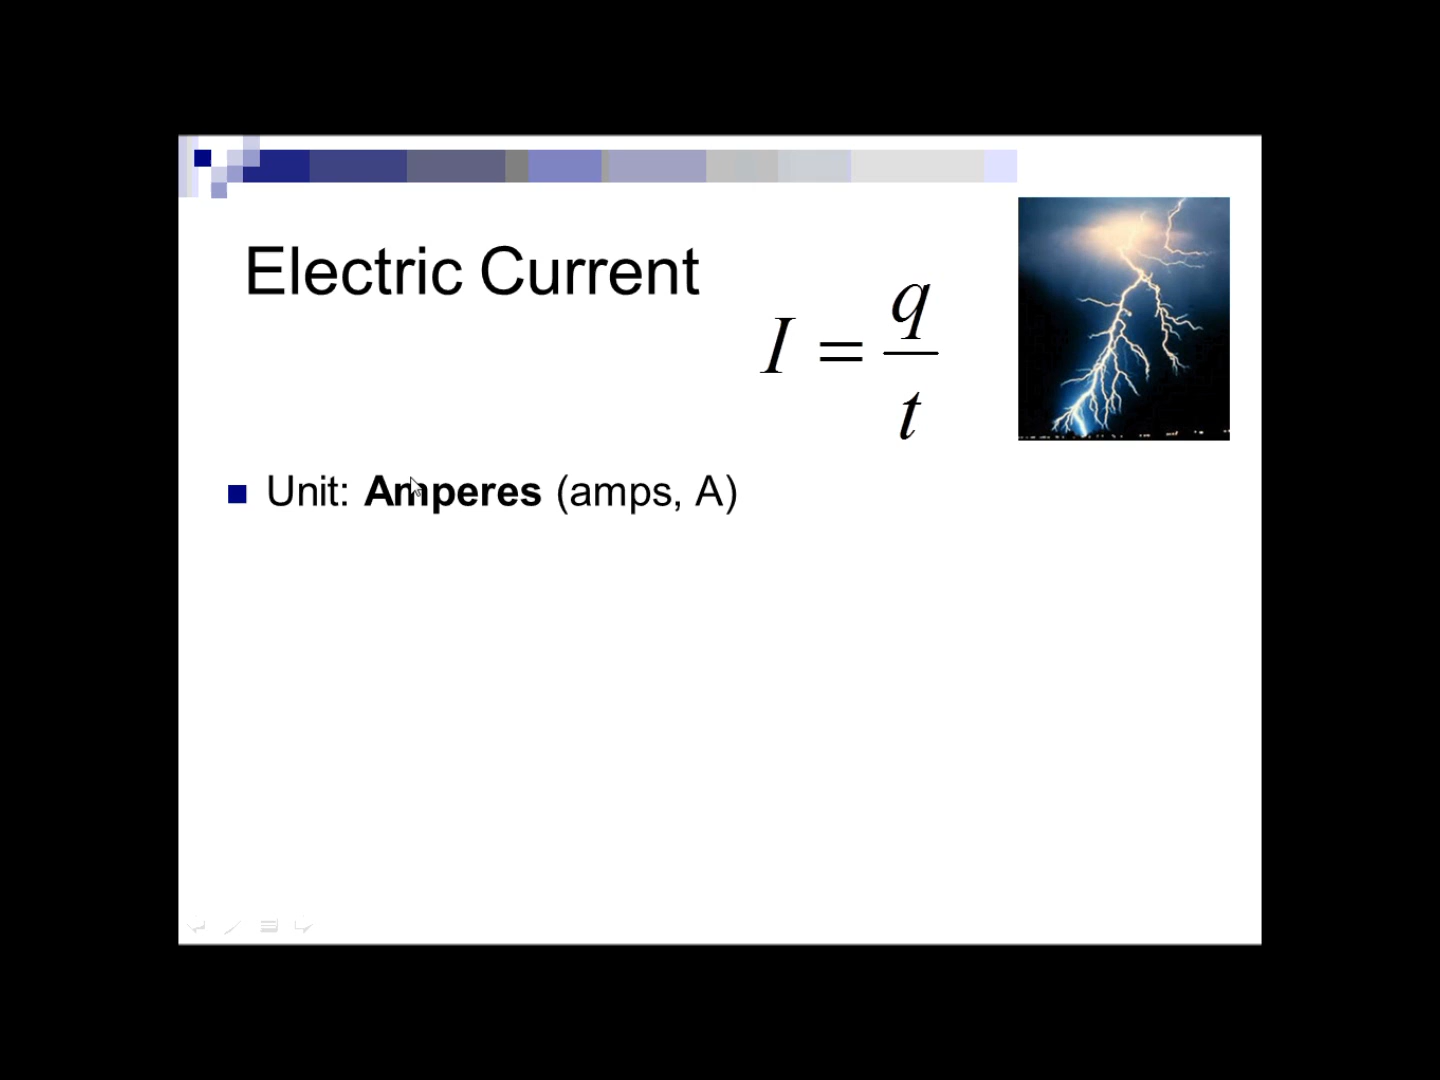 Electric Current
I = q/t
Unit: Amperes (amps, A)